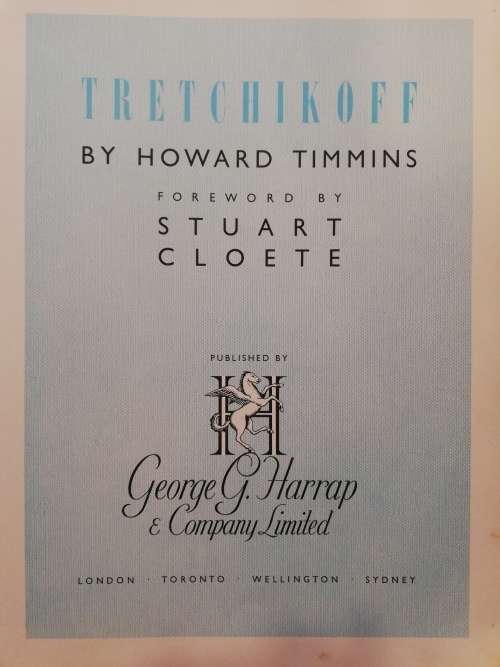 TRETCHIKOFF
BY HOWARD TIMMINS
FOREWORD BY
STUART
CLOETE
PUBLISHED BY
H
George G. Harrap
& Company Limited
LONDON · TORONTO · WELLINGTON · SYDNEY